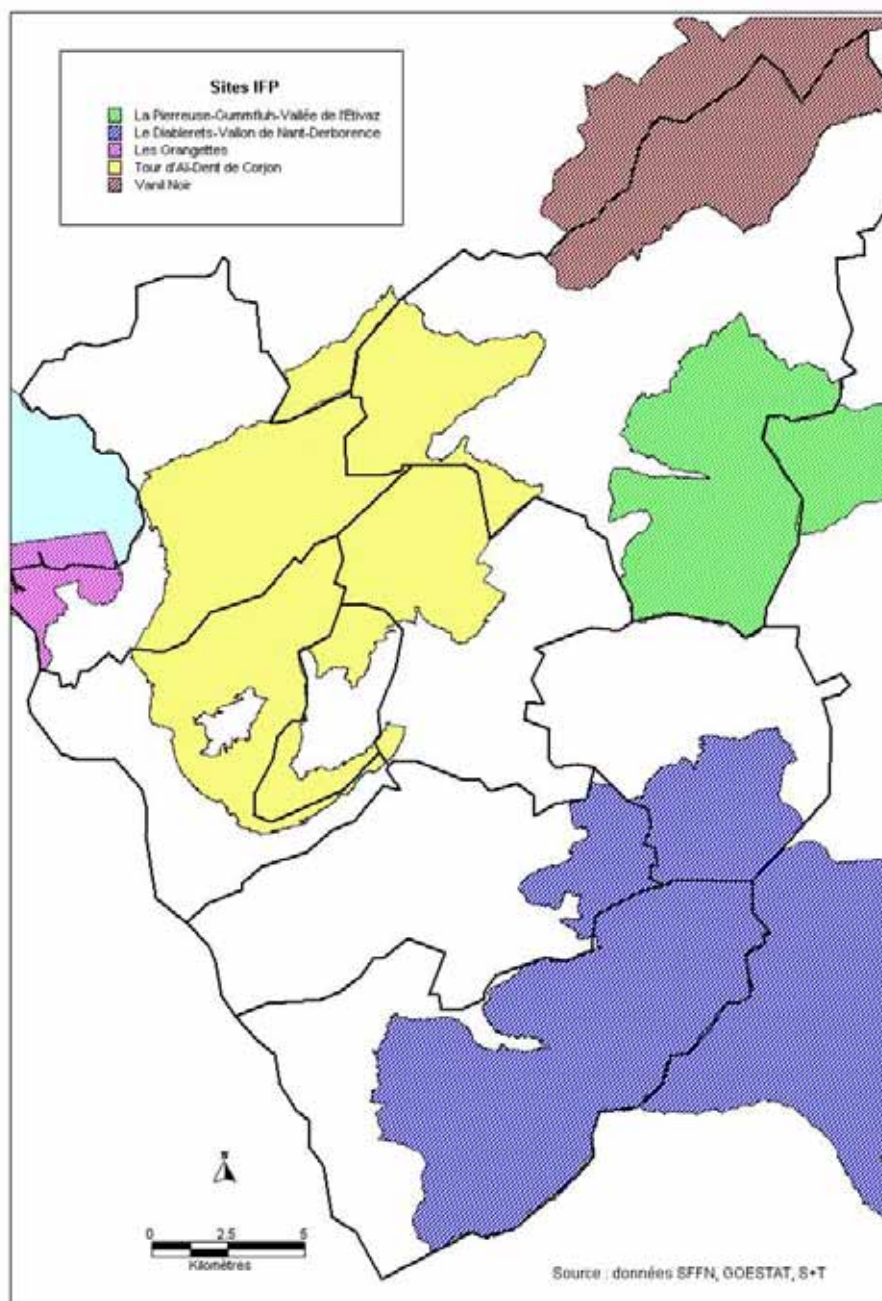 Sites IFP
La Pierreuse-Gummfluh-Vallée de l'Etivaz
Le Diablerets-Vallon de Nant-Derborence
Les Grangettes
Tour d'Aï-Dent de Corjon
Vanil Noir
N
0 2.5 5
Kilomètres
Source : données SFFN, GOESTAT, S+T